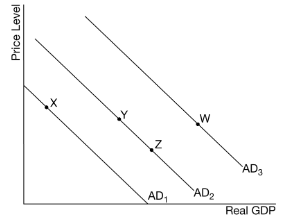 Price Level
X
Y
W
Z
AD3
AD2
AD1
Real GDP